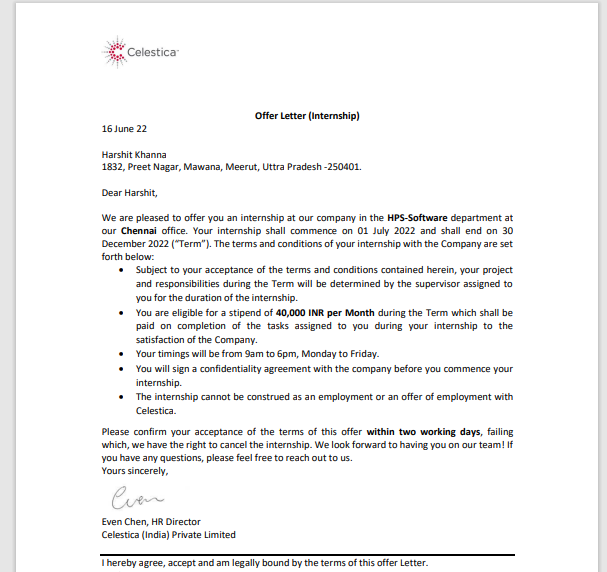 Celestica
Offer Letter (Internship)
16 June 22
Harshit Khanna
1832, Preet Nagar, Mawana, Meerut, Uttra Pradesh -250401.
Dear Harshit,
We are pleased to offer you an internship at our company in the HPS-Software department at
our Chennai office. Your internship shall commence on 01 July 2022 and shall end on 30
December 2022 (“Term”). The terms and conditions of your internship with the Company are set
forth below:
• Subject to your acceptance of the terms and conditions contained herein, your project
and responsibilities during the Term will be determined by the supervisor assigned to
you for the duration of the internship.
• You are eligible for a stipend of 40,000 INR per Month during the Term which shall be
paid on completion of the tasks assigned to you during your internship to the
satisfaction of the Company.
• Your timings will be from 9am to 6pm, Monday to Friday.
• You will sign a confidentiality agreement with the company before you commence your
internship.
• The internship cannot be construed as an employment or an offer of employment with
Celestica.
Please confirm your acceptance of the terms of this offer within two working days, failing
which, we have the right to cancel the internship. We look forward to having you on our team! If
you have any questions, please feel free to reach out to us.
Yours sincerely,
Even
Even Chen, HR Director
Celestica (India) Private Limited
I hereby agree, accept and am legally bound by the terms of this offer Letter.